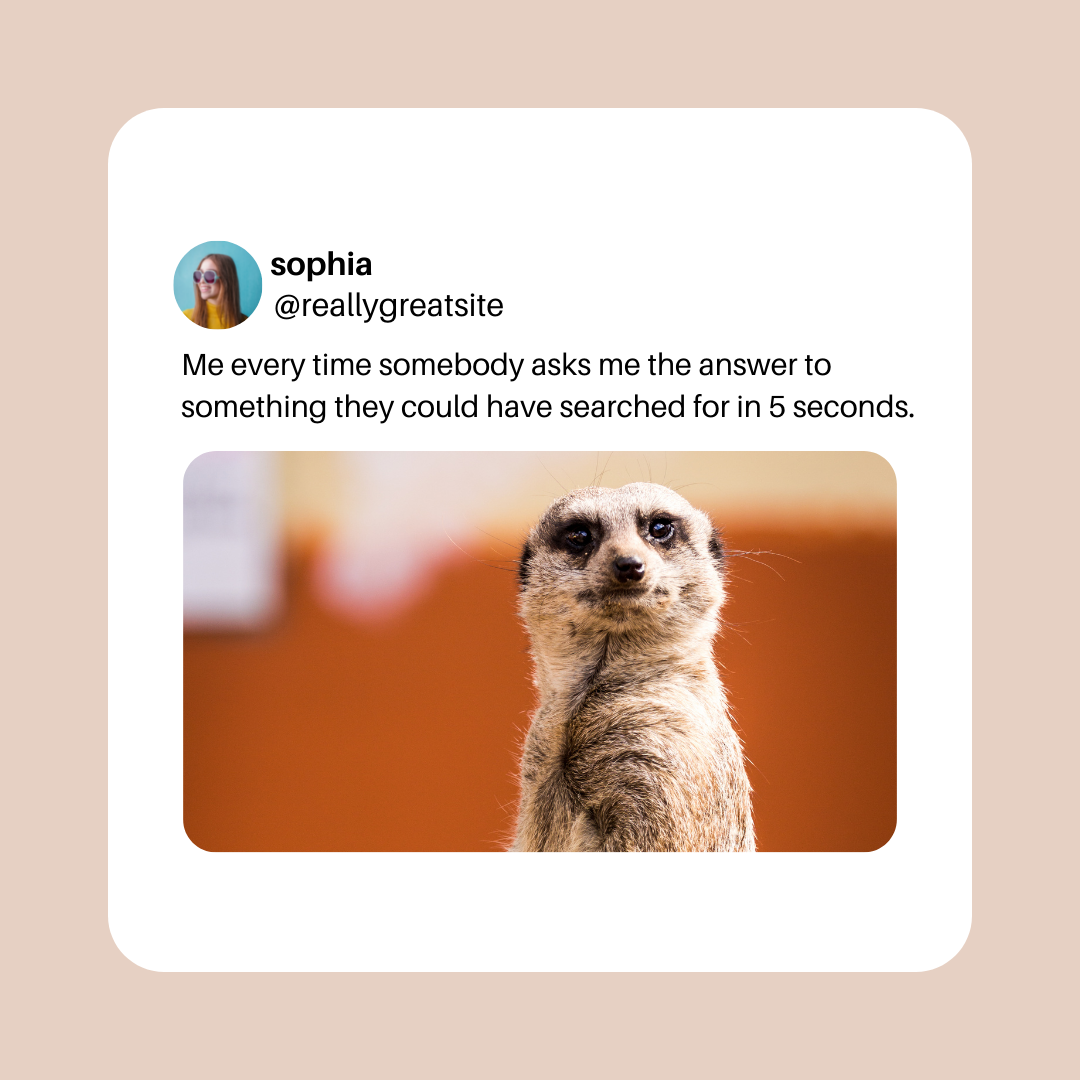 sophia
@reallygreatsite
Me every time somebody asks me the answer to
something they could have searched for in 5 seconds.